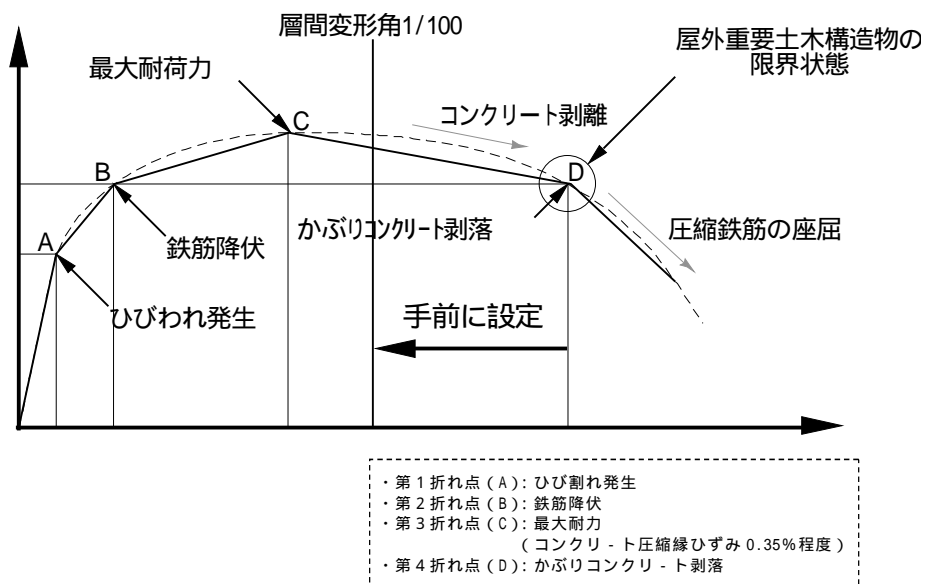 層間変形角1/100
屋外重要土木構造物の
限界状態
最大耐荷力
C
コンクリート剥離
B
D
かぶりコンクリート剥落
A
鉄筋降伏
圧縮鉄筋の座屈
ひびわれ発生
手前に設定
・第1折れ点(A):ひび割れ発生
・第2折れ点(B):鉄筋降伏
・第3折れ点(C):最大耐力
(コンクリ-ト圧縮縁ひずみ0.35%程度)
・第4折れ点(D):かぶりコンクリ-ト剥落